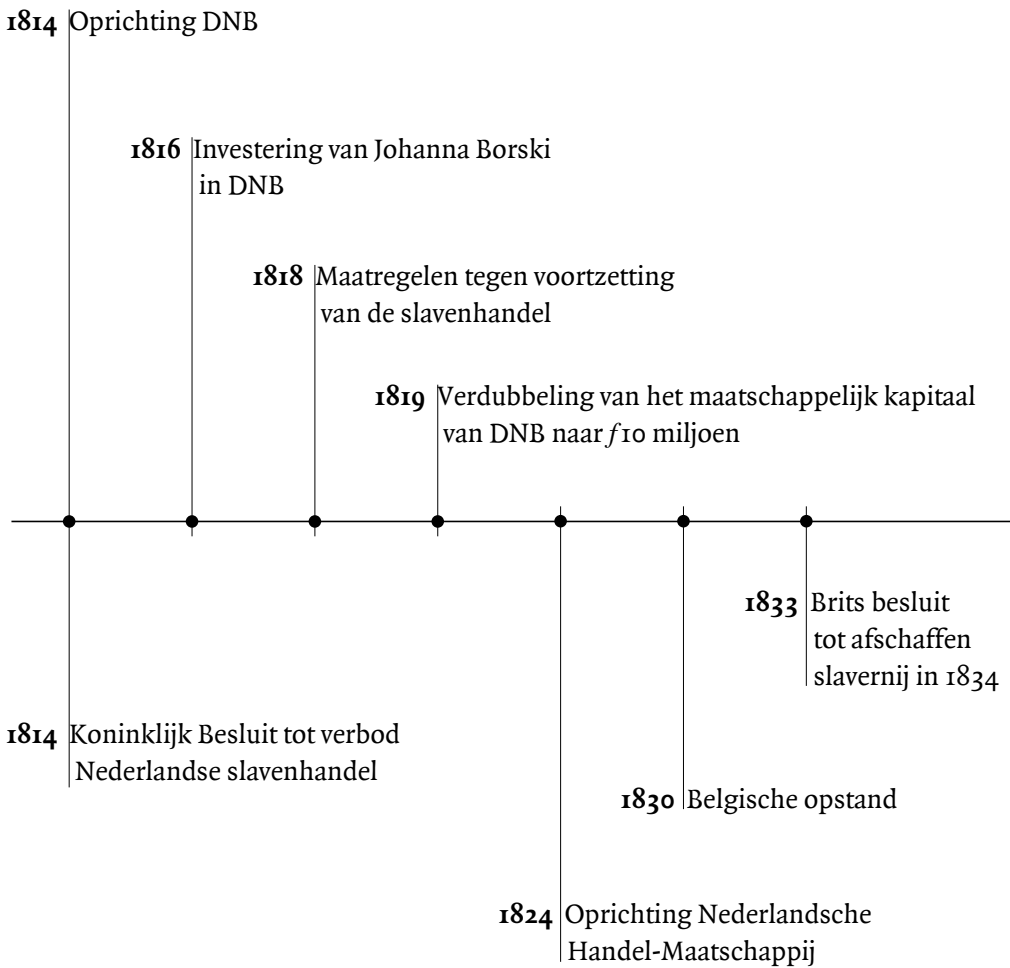 1814 Oprichting DNB
1816 Investering van Johanna Borski
in DNB
1818 Maatregelen tegen voortzetting
van de slavenhandel
1819 Verdubbeling van het maatschappelijk kapitaal
van DNB naar ƒ10 miljoen
1833 Brits besluit
tot afschaffen
slavernij in 1834
1814 Koninklijk Besluit tot verbod
Nederlandse slavenhandel
1830 Belgische opstand
1824 Oprichting Nederlandsche
Handel-Maatschappij